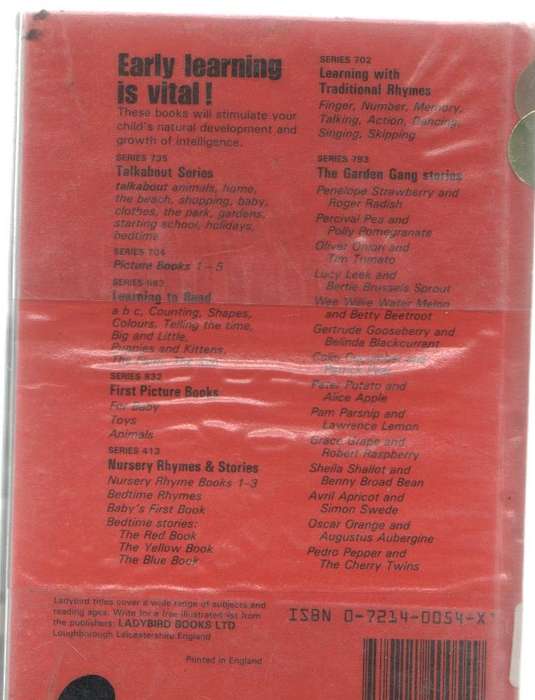 Early learning
is vital!
These books will stimulate your
child's natural development and
growth of intelligence.
SERIES 735
Talkabout Series
talkabout animals, home,
the beach, shopping, baby,
clothes, the park, gardens,
starting school, holidays,
bedtime
SERIES 704
Picture Books 1–5
SERIES
Learning to Read
a b c, Counting, Shapes,
Colours, Telling the time,
Big and Little,
Puppies and Kittens,
SERIES 832
First Picture Books
For Baby
Toys
Animals
SERIES 413
Nursery Rhymes & Stories
Nursery Rhyme Books 1–3
Bedtime Rhymes
Baby's First Book
Bedtime stories:
The Red Book
The Yellow Book
The Blue Book
SERIES 702
Learning with
Traditional Rhymes
Finger, Number, Memory,
Talking, Action, Dancing,
Singing, Skipping
SERIES 793
The Garden Gang stories
Penelope Strawberry and
Roger Radish
Percival Pea and
Polly Pomegranate
Oliver Onion and
Tim Tomato
Lucy Leek and
Bertie Brussels Sprout
Wee Willie Water Melon
and Betty Beetroot
Gertrude Gooseberry and
Belinda Blackcurrant
Colin Cucumber and
Patrick Pear
Peter Potato and
Alice Apple
Pam Parsnip and
Lawrence Lemon
Grace Grape and
Robert Raspberry
Sheila Shallot and
Benny Broad Bean
Avril Apricot and
Simon Swede
Oscar Orange and
Augustus Aubergine
Pedro Pepper and
The Cherry Twins
Ladybird titles cover a wide range of subjects and
reading ages. Write for a free illustrated list from
the publishers: LADYBIRD BOOKS LTD
Loughborough Leicestershire England
Printed in England
ISBN 0-7214-0054-X